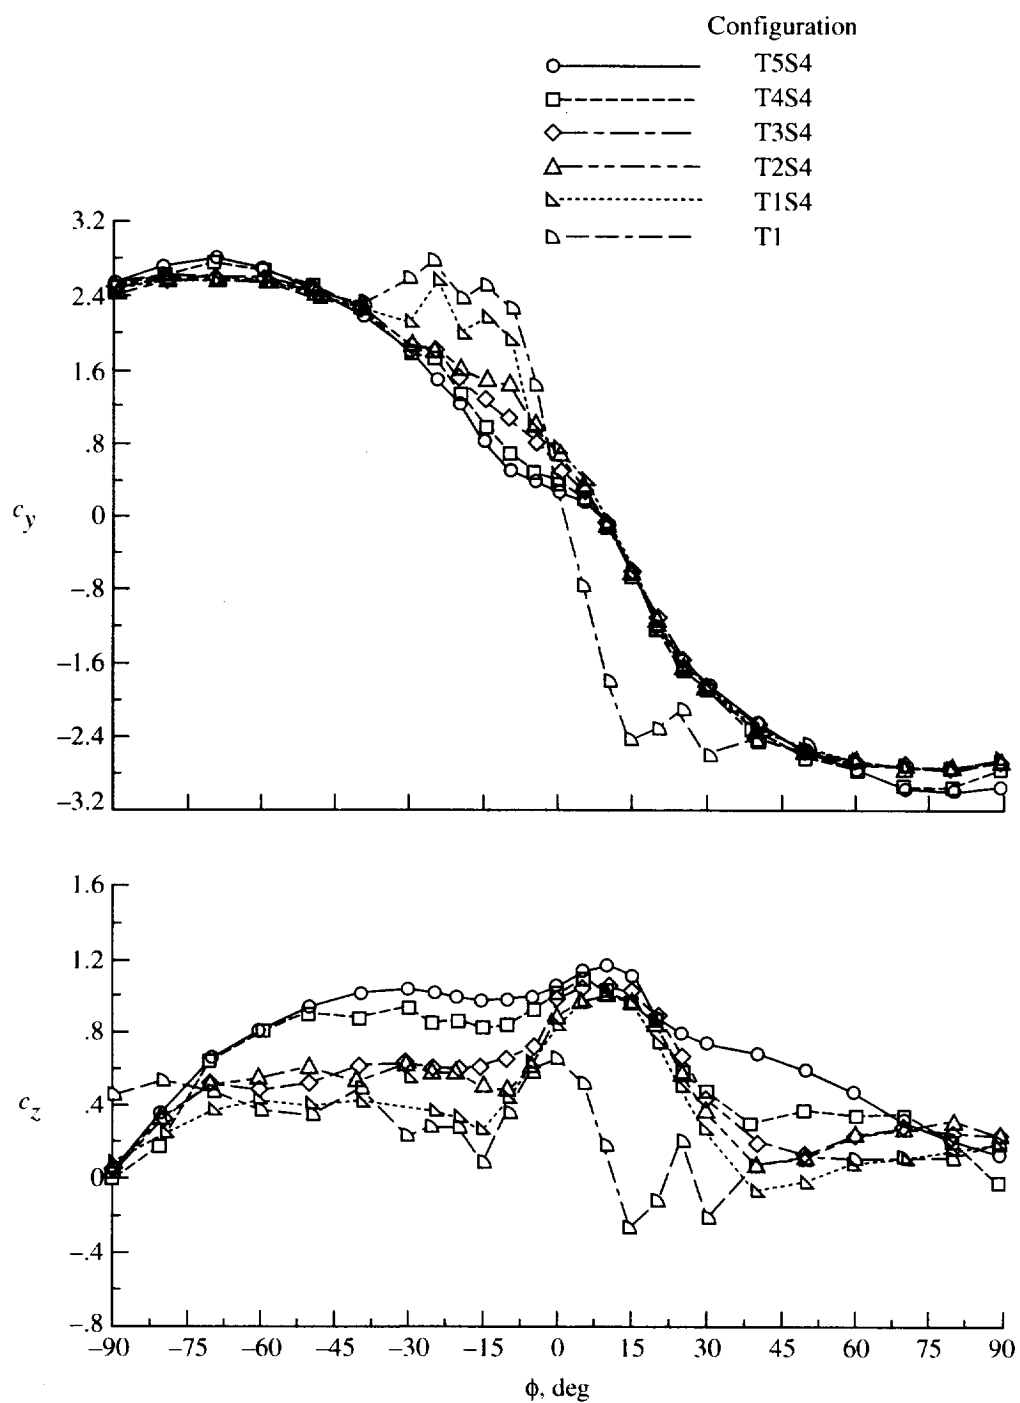 Configuration
T5S4
T4S4
T3S4
T2S4
T1S4
T1
3.2
2.4
1.6
.8
0
−.8
−1.6
−2.4
−3.2
c_y
1.6
1.2
.8
.4
0
−.4
−.8
c_z
−90 −75 −60 −45 −30 −15 0 15 30 45 60 75 90
ϕ, deg